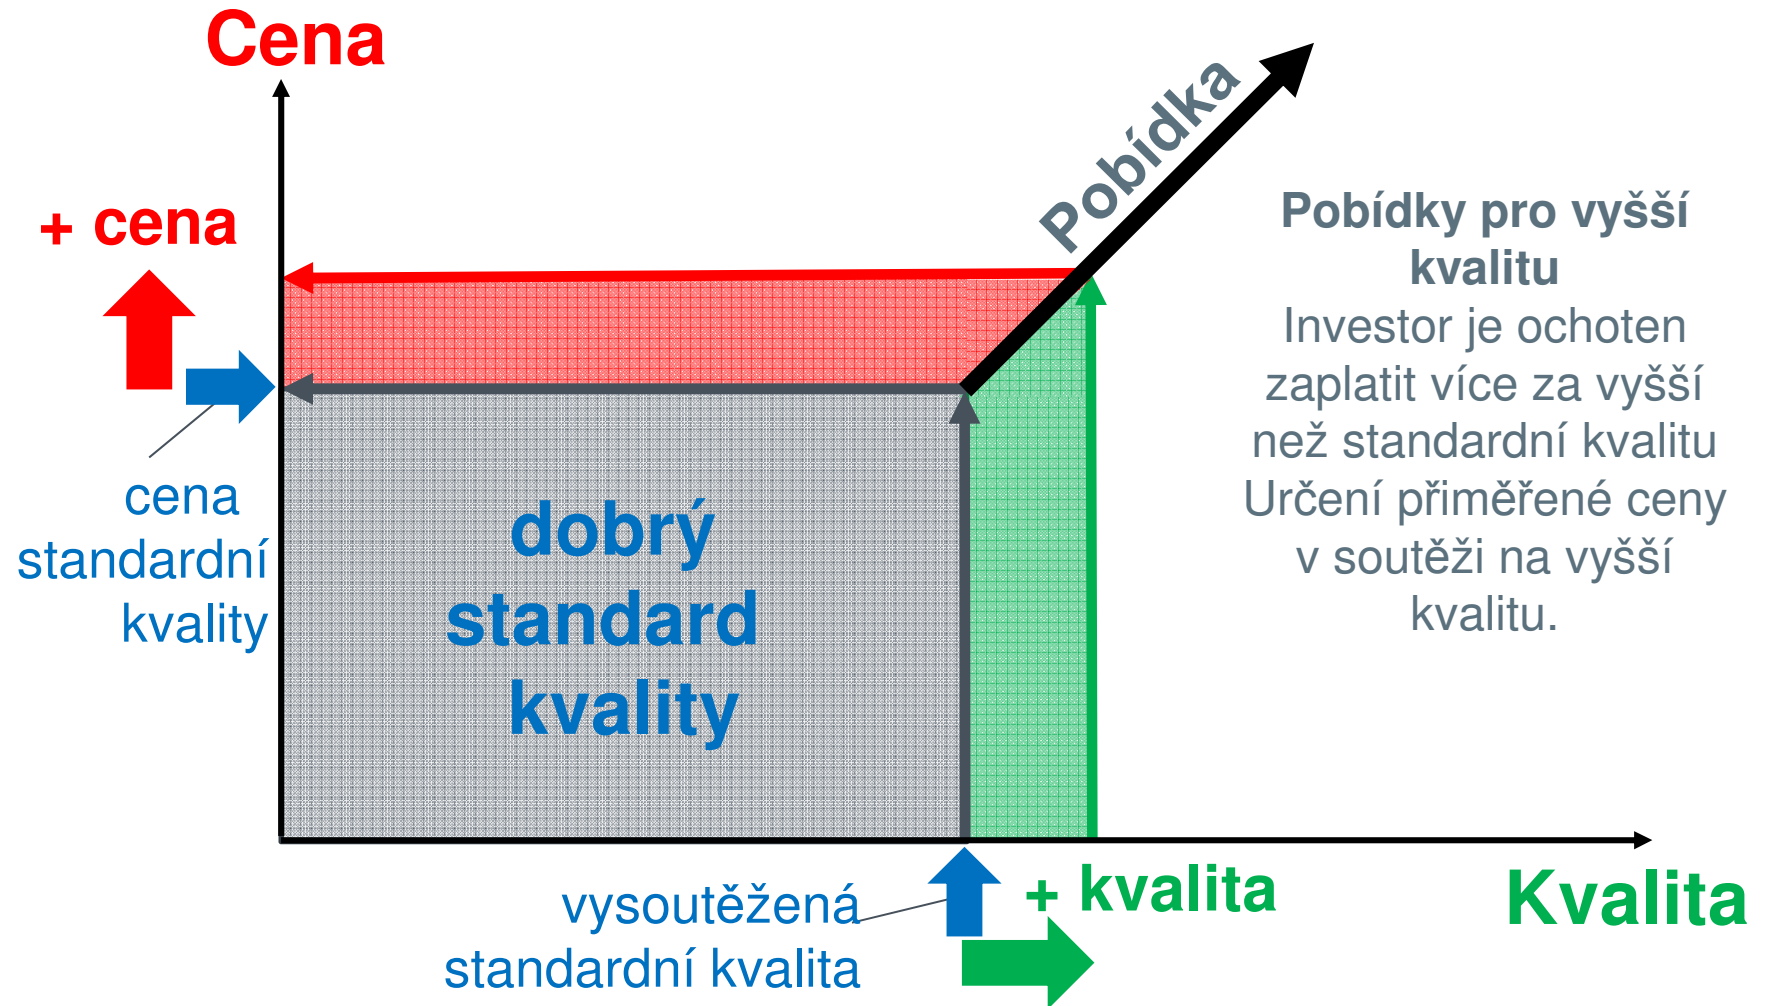 Cena
Pobídka
+ cena
Pobídky pro vyšší
kvalitu
Investor je ochoten
zaplatit více za vyšší
než standardní kvalitu
Určení přiměřené ceny
v soutěži na vyšší
kvalitu.
cena
standardní
kvality
dobrý
standard
kvality
+ kvalita
Kvalita
vysoutěžená
standardní kvalita